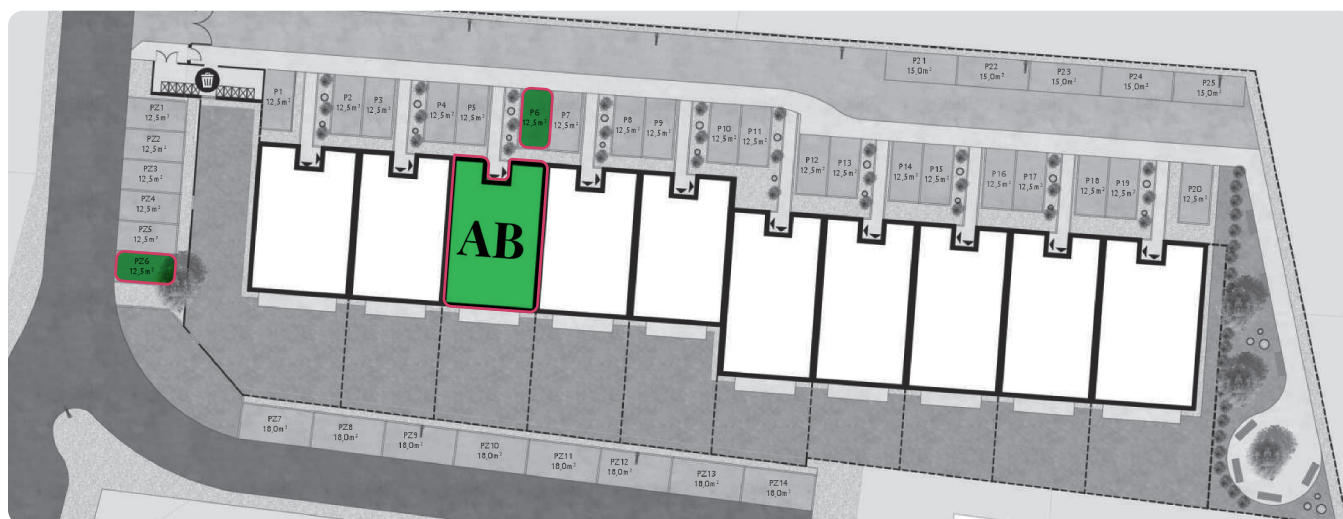 P21
15,0m²
P22
15,0m²
P23
15,0m²
P24
15,0m²
P25
15,0m²
P1
12,5m²
P2
12,5m²
P3
12,5m²
P4
12,5m²
P5
12,5m²
P6
12,5m²
P7
12,5m²
P8
12,5m²
P9
12,5m²
P10
12,5m²
P11
12,5m²
P12
12,5m²
P13
12,5m²
P14
12,5m²
P15
12,5m²
P16
12,5m²
P17
12,5m²
P18
12,5m²
P19
12,5m²
P20
12,5m²
PZ1
12,5m²
PZ2
12,5m²
PZ3
12,5m²
PZ4
12,5m²
PZ5
12,5m²
PZ6
12,5m²
AB
PZ7
18,0m²
PZ8
18,0m²
PZ9
18,0m²
PZ10
18,0m²
PZ11
18,0m²
PZ12
18,0m²
PZ13
18,0m²
PZ14
18,0m²